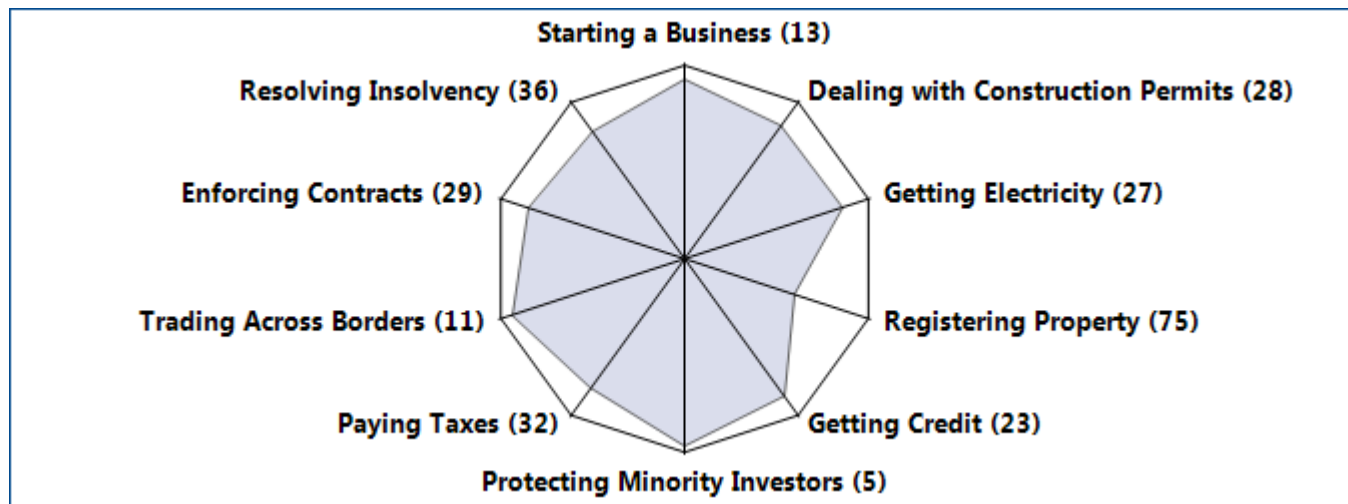 Starting a Business (13)
Resolving Insolvency (36)
Dealing with Construction Permits (28)
Enforcing Contracts (29)
Getting Electricity (27)
Trading Across Borders (11)
Registering Property (75)
Paying Taxes (32)
Getting Credit (23)
Protecting Minority Investors (5)